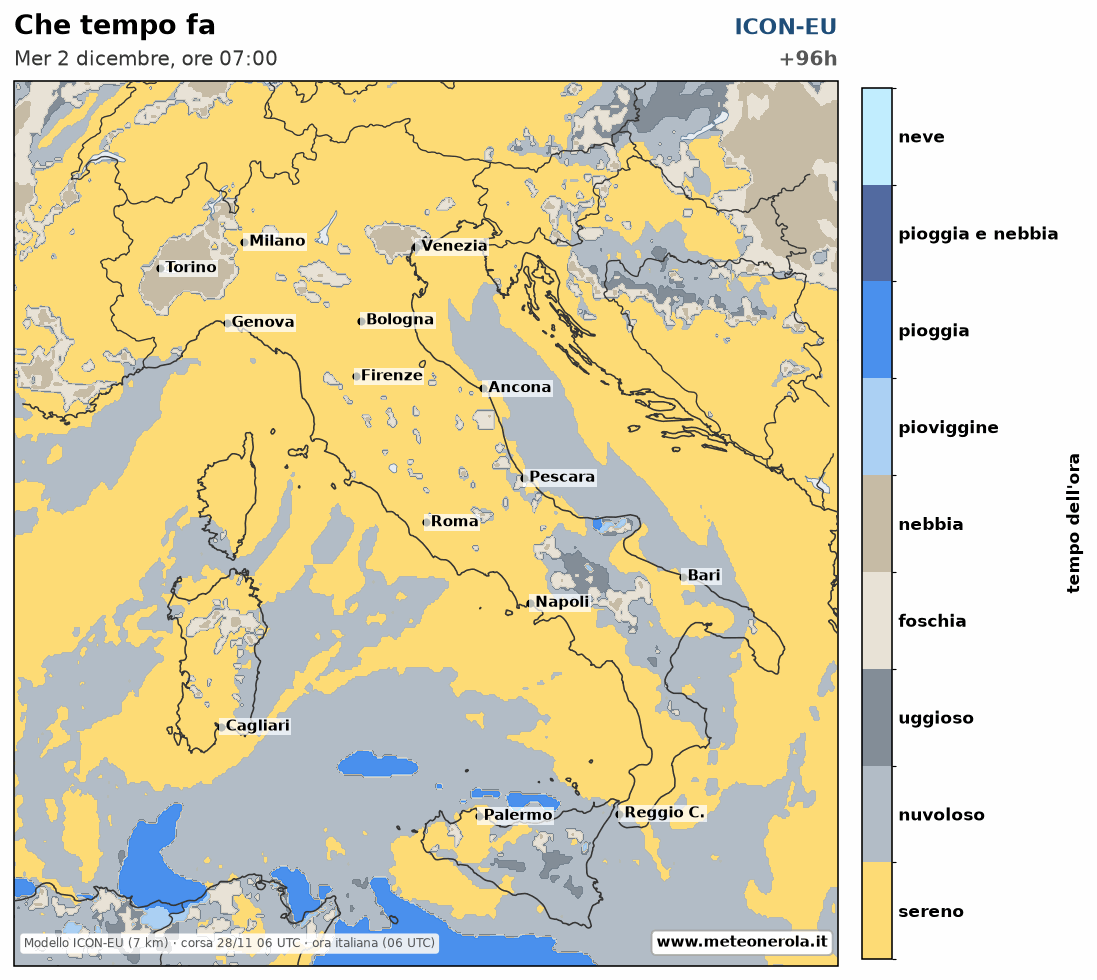 Che tempo fa
ICON-EU
Mer 2 dicembre, ore 07:00
+96h
neve
pioggia e nebbia
pioggia
pioviggine
nebbia
foschia
uggioso
nuvoloso
sereno
tempo dell'ora
Milano
Venezia
Torino
Genova
Bologna
Firenze
Ancona
Pescara
Roma
Bari
Napoli
Cagliari
Palermo
Reggio C.
Modello ICON-EU (7 km) · corsa 28/11 06 UTC · ora italiana (06 UTC)
www.meteonerola.it